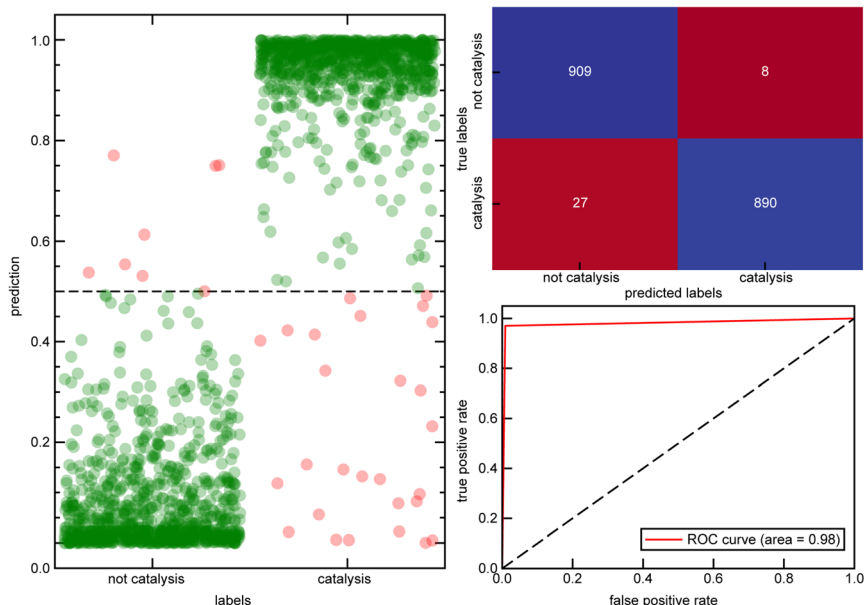 1.0
0.8
0.6
0.4
0.2
0.0
prediction
not catalysis
catalysis
labels
true labels
not catalysis
catalysis
909
8
27
890
not catalysis
catalysis
predicted labels
1.0
0.8
0.6
0.4
0.2
0.0
true positive rate
ROC curve (area = 0.98)
0.0
0.2
0.4
0.6
0.8
1.0
false positive rate